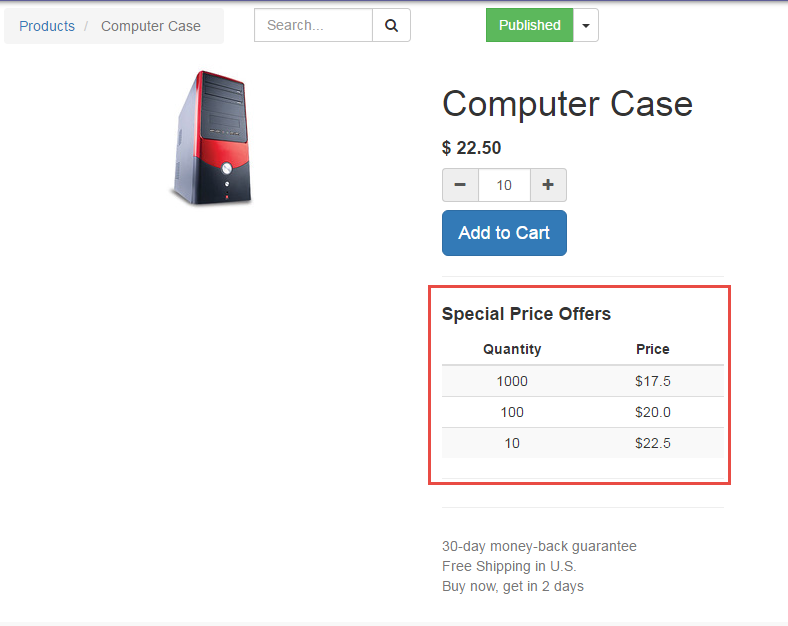 Products / Computer Case
Search...
Published
Computer Case
$ 22.50
− 10 +
Add to Cart
Special Price Offers
Quantity Price
1000 $17.5
100 $20.0
10 $22.5
30-day money-back guarantee
Free Shipping in U.S.
Buy now, get in 2 days